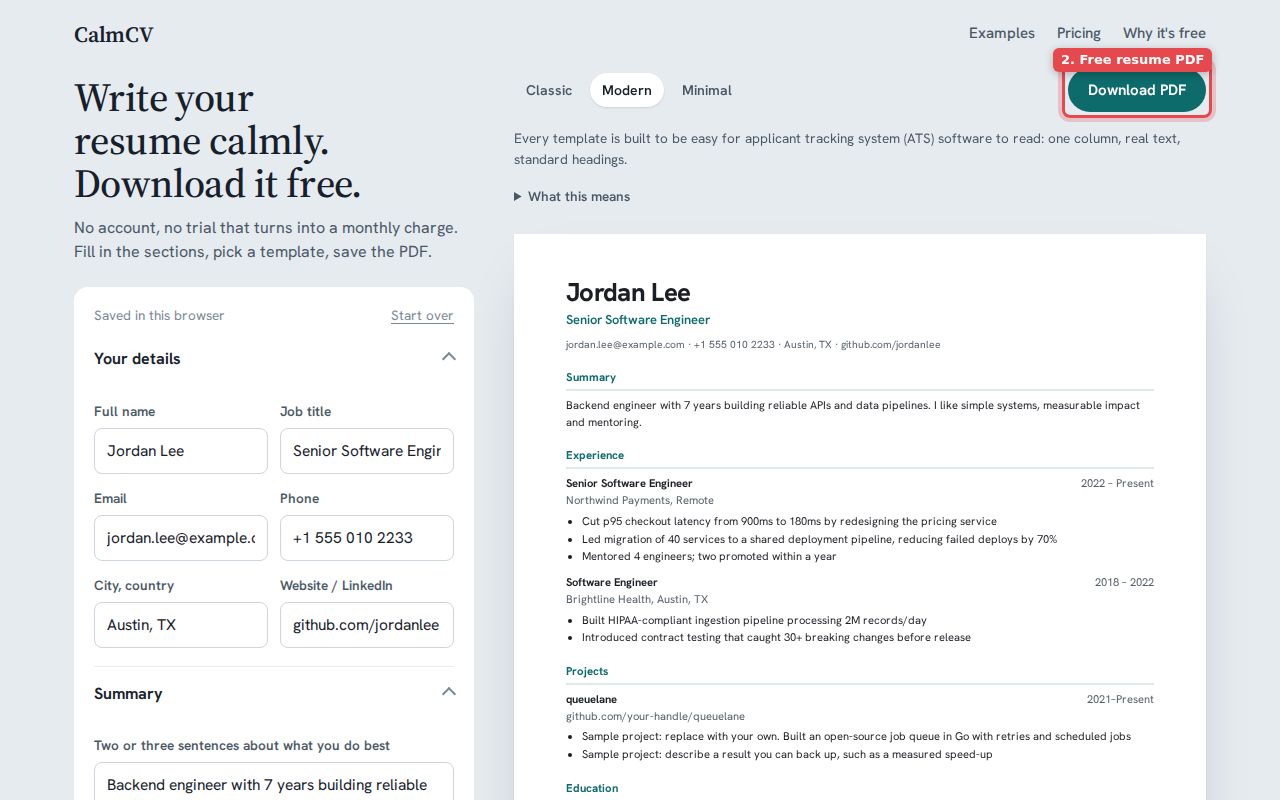 CalmCV
Examples
Pricing
Why it's free
Write your
resume calmly.
Download it free.
No account, no trial that turns into a monthly charge.
Fill in the sections, pick a template, save the PDF.
Saved in this browser
Start over
Your details
Full name
Job title
Jordan Lee
Senior Software Engir
Email
Phone
jordan.lee@example.c
+1 555 010 2233
City, country
Website / LinkedIn
Austin, TX
github.com/jordanlee
Summary
Two or three sentences about what you do best
Backend engineer with 7 years building reliable
Classic
Modern
Minimal
2. Free resume PDF
Download PDF
Every template is built to be easy for applicant tracking system (ATS) software to read: one column, real text,
standard headings.
What this means
Jordan Lee
Senior Software Engineer
jordan.lee@example.com · +1 555 010 2233 · Austin, TX · github.com/jordanlee
Summary
Backend engineer with 7 years building reliable APIs and data pipelines. I like simple systems, measurable impact
and mentoring.
Experience
Senior Software Engineer
2022 – Present
Northwind Payments, Remote
• Cut p95 checkout latency from 900ms to 180ms by redesigning the pricing service
• Led migration of 40 services to a shared deployment pipeline, reducing failed deploys by 70%
• Mentored 4 engineers; two promoted within a year
Software Engineer
2018 – 2022
Brightline Health, Austin, TX
• Built HIPAA-compliant ingestion pipeline processing 2M records/day
• Introduced contract testing that caught 30+ breaking changes before release
Projects
queuelane
2021–Present
github.com/your-handle/queuelane
• Sample project: replace with your own. Built an open-source job queue in Go with retries and scheduled jobs
• Sample project: describe a result you can back up, such as a measured speed-up
Education